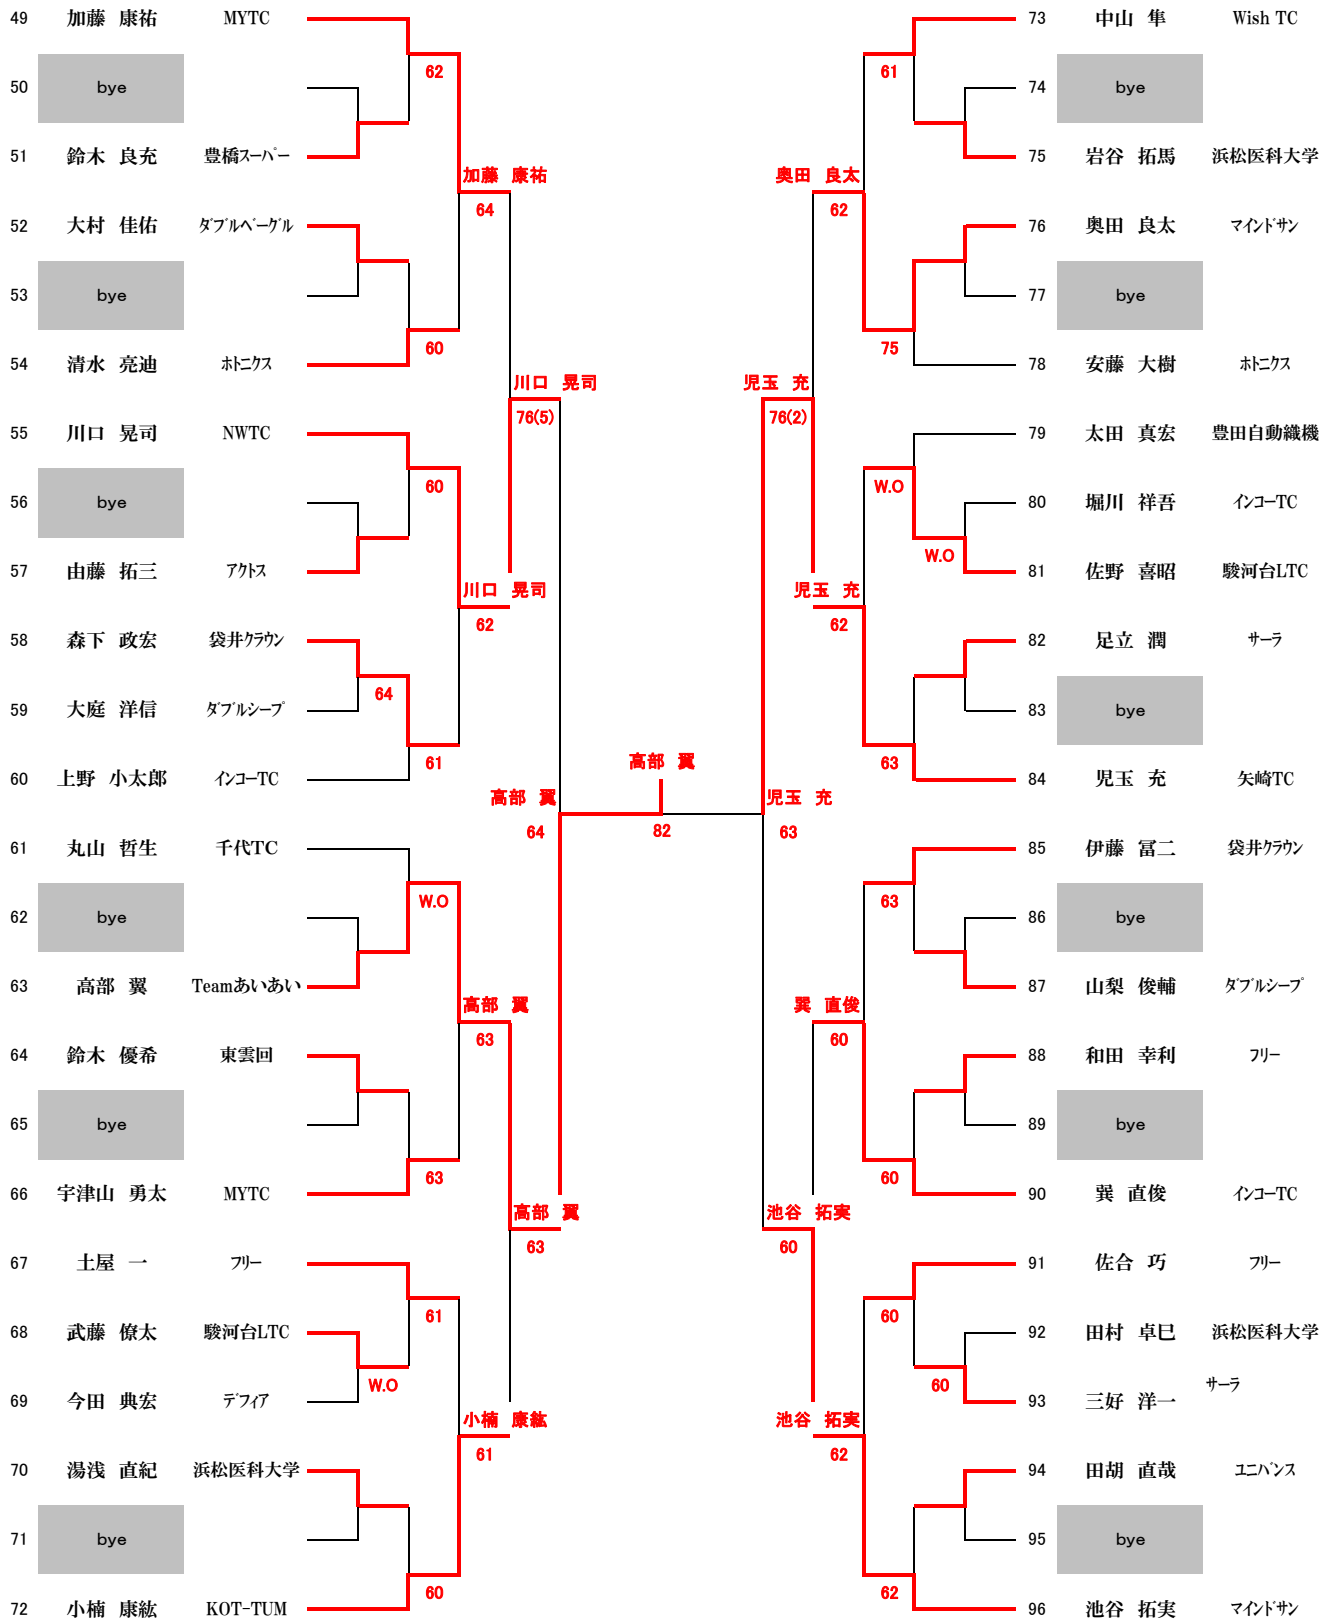 49 加藤 康祐 MYTC
62
50 bye
51 鈴木 良充 豊橋スーパー
加藤 康祐
64
52 大村 佳佑 ダブルベーグル
53 bye
60
54 清水 亮迪 ホトニクス
川口 晃司
76(5)
55 川口 晃司 NWTC
60
56 bye
57 由藤 拓三 アクトス
川口 晃司
62
58 森下 政宏 袋井クラウン
64
59 大庭 洋信 ダブルシープ
61
60 上野 小太郎 インコーTC
高部 翼
64
61 丸山 哲生 千代TC
W.O
62 bye
63 高部 翼 Teamあいあい
高部 翼
63
64 鈴木 優希 東雲回
65 bye
63
66 宇津山 勇太 MYTC
高部 翼
63
67 土屋 一 フリー
61
68 武藤 僚太 駿河台LTC
W.O
69 今田 典宏 デフィア
小楠 康紘
61
70 湯浅 直紀 浜松医科大学
71 bye
60
72 小楠 康紘 KOT-TUM
高部 翼
82
73 中山 隼 Wish TC
61
74 bye
75 岩谷 拓馬 浜松医科大学
奥田 良太
62
76 奥田 良太 マインドサン
77 bye
75
78 安藤 大樹 ホトニクス
児玉 充
76(2)
79 太田 真宏 豊田自動織機
W.O
80 堀川 祥吾 インコーTC
W.O
81 佐野 喜昭 駿河台LTC
児玉 充
62
82 足立 潤 サーラ
83 bye
63
84 児玉 充 矢崎TC
児玉 充
63
85 伊藤 冨二 袋井クラウン
63
86 bye
87 山梨 俊輔 ダブルシープ
巽 直俊
60
88 和田 幸利 フリー
89 bye
60
90 巽 直俊 インコーTC
池谷 拓実
60
91 佐合 巧 フリー
60
92 田村 卓巳 浜松医科大学
60
93 三好 洋一 サーラ
池谷 拓実
62
94 田胡 直哉 ユニバンス
95 bye
62
96 池谷 拓実 マインドサン